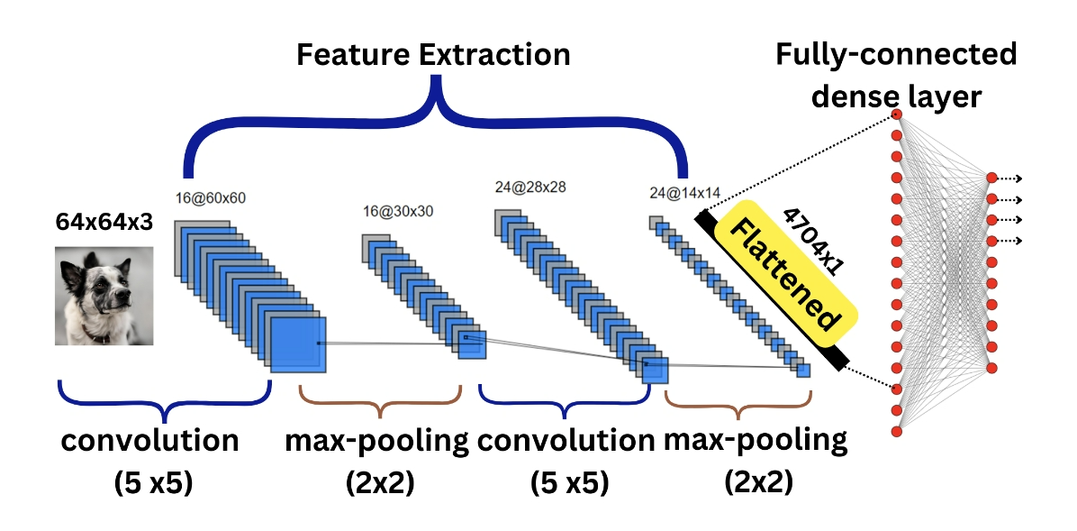 Feature Extraction
Fully-connected
dense layer
64x64x3
16@60x60
16@30x30
24@28x28
24@14x14
4704x1
Flattened
convolution
(5 x5)
max-pooling
(2x2)
convolution
(5 x5)
max-pooling
(2x2)